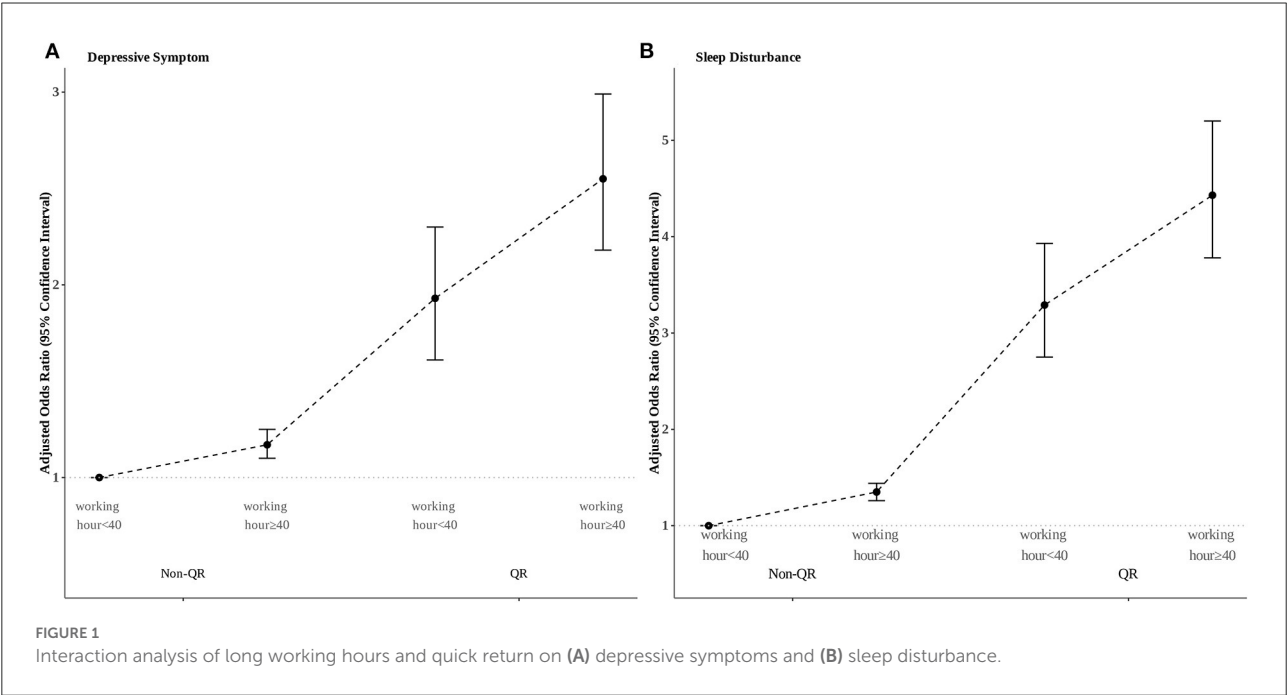 A
Depressive Symptom
Adjusted Odds Ratio (95% Confidence Interval)
3
2
1
working
hour<40
working
hour≥40
working
hour<40
working
hour≥40
Non-QR
QR
B
Sleep Disturbance
Adjusted Odds Ratio (95% Confidence Interval)
5
4
3
2
1
working
hour<40
working
hour≥40
working
hour<40
working
hour≥40
Non-QR
QR
FIGURE 1
Interaction analysis of long working hours and quick return on (A) depressive symptoms and (B) sleep disturbance.